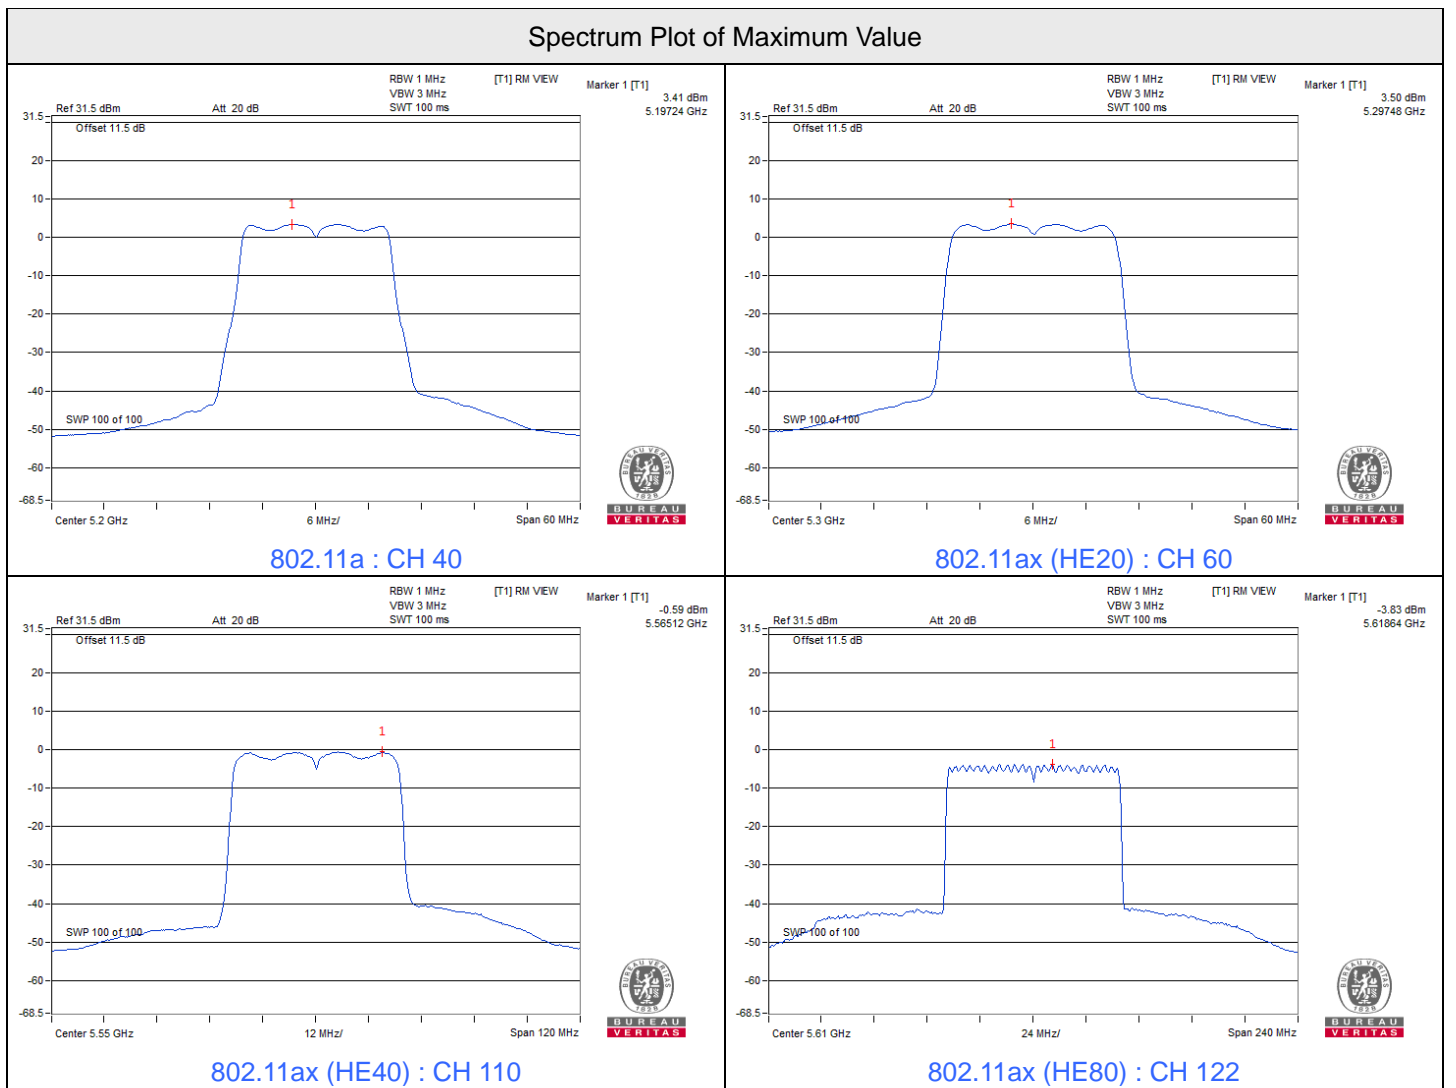 Spectrum Plot of Maximum Value
RBW 1 MHz [T1] RM VIEW Marker 1 [T1]
VBW 3 MHz 3.41 dBm
Ref 31.5 dBm Att 20 dB SWT 100 ms 5.19724 GHz
31.5
Offset 11.5 dB
20
10
1
0
-10
-20
-30
-40
SWP 100 of 100
-50
-60
-68.5
Center 5.2 GHz 6 MHz/ Span 60 MHz
BUREAU VERITAS
1828
BUREAU
VERITAS
802.11a : CH 40
RBW 1 MHz [T1] RM VIEW Marker 1 [T1]
VBW 3 MHz 3.50 dBm
Ref 31.5 dBm Att 20 dB SWT 100 ms 5.29748 GHz
31.5
Offset 11.5 dB
20
10
1
0
-10
-20
-30
-40
SWP 100 of 100
-50
-60
-68.5
Center 5.3 GHz 6 MHz/ Span 60 MHz
BUREAU VERITAS
1828
BUREAU
VERITAS
802.11ax (HE20) : CH 60
RBW 1 MHz [T1] RM VIEW Marker 1 [T1]
VBW 3 MHz -0.59 dBm
Ref 31.5 dBm Att 20 dB SWT 100 ms 5.56512 GHz
31.5
Offset 11.5 dB
20
10
1
0
-10
-20
-30
-40
SWP 100 of 100
-50
-60
-68.5
Center 5.55 GHz 12 MHz/ Span 120 MHz
BUREAU VERITAS
1828
BUREAU
VERITAS
802.11ax (HE40) : CH 110
RBW 1 MHz [T1] RM VIEW Marker 1 [T1]
VBW 3 MHz -3.83 dBm
Ref 31.5 dBm Att 20 dB SWT 100 ms 5.61864 GHz
31.5
Offset 11.5 dB
20
10
1
0
-10
-20
-30
-40
SWP 100 of 100
-50
-60
-68.5
Center 5.61 GHz 24 MHz/ Span 240 MHz
BUREAU VERITAS
1828
BUREAU
VERITAS
802.11ax (HE80) : CH 122